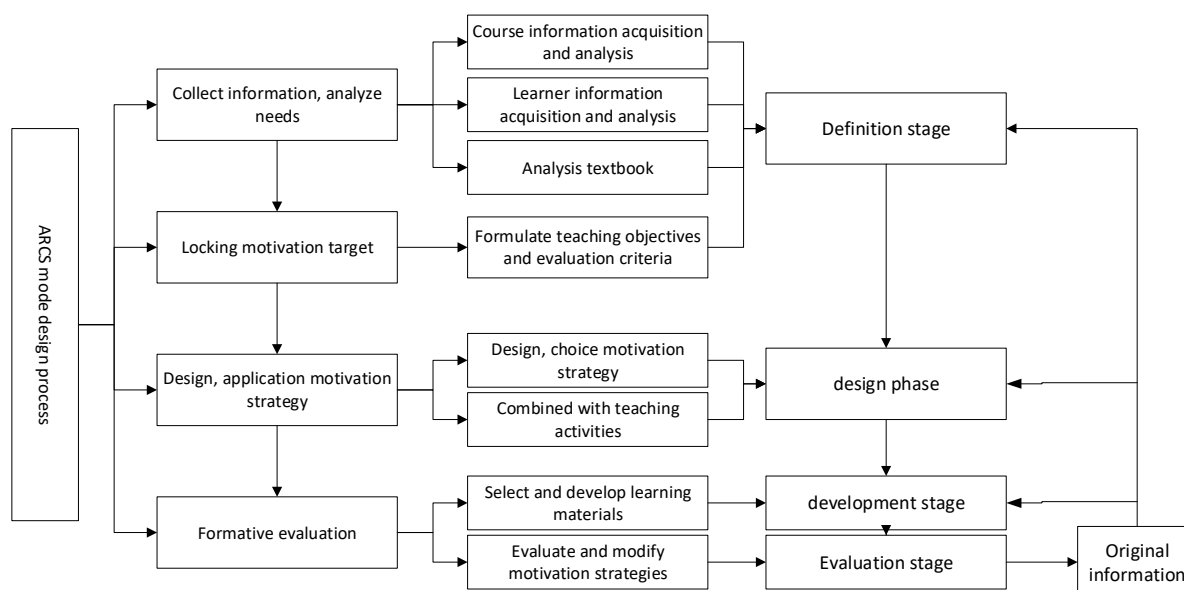 ARCS mode design process
Collect information, analyze
needs
Locking motivation target
Design, application motivation
strategy
Formative evaluation
Course information acquisition
and analysis
Learner information
acquisition and analysis
Analysis textbook
Formulate teaching objectives
and evaluation criteria
Design, choice motivation
strategy
Combined with teaching
activities
Select and develop learning
materials
Evaluate and modify
motivation strategies
Definition stage
design phase
development stage
Evaluation stage
Original
information